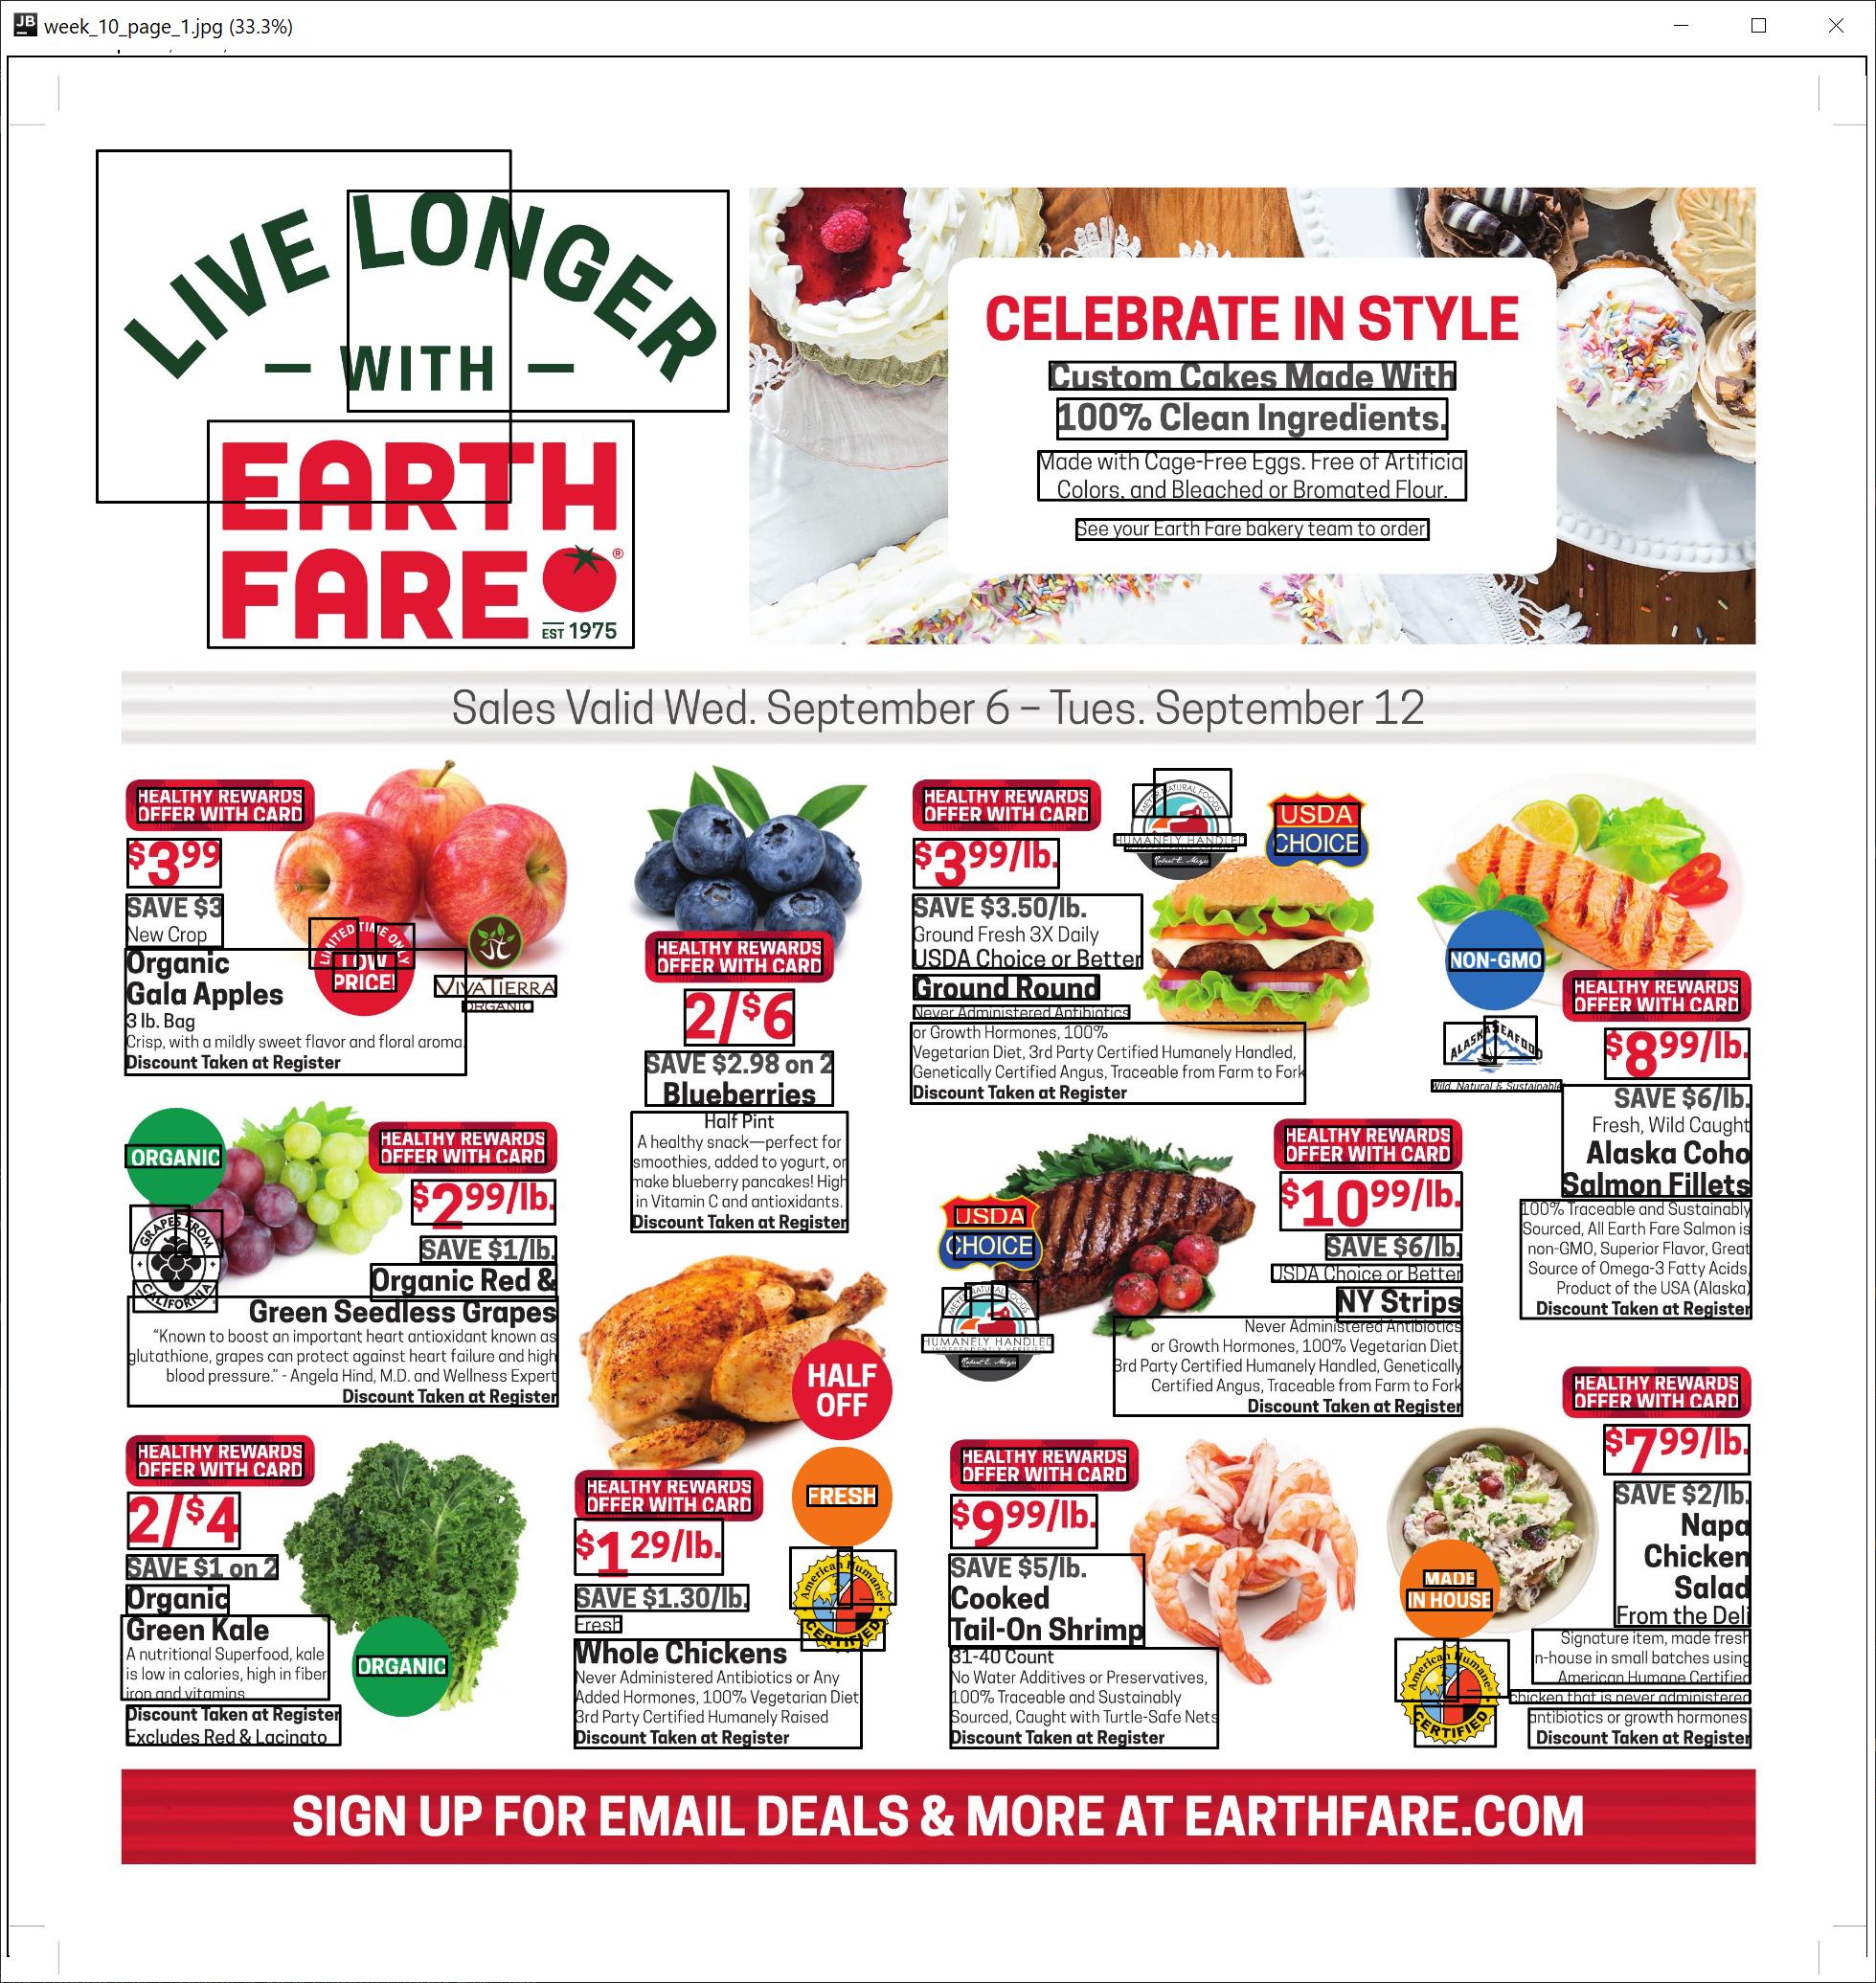 JB week_10_page_1.jpg (33.3%)
LIVE LONGER
— WITH —
EARTH
FARE®
EST 1975
CELEBRATE IN STYLE
Custom Cakes Made With
100% Clean Ingredients.
Made with Cage-Free Eggs. Free of Artificial
Colors, and Bleached or Bromated Flour.
See your Earth Fare bakery team to order.
Sales Valid Wed. September 6 – Tues. September 12
HEALTHY REWARDS
OFFER WITH CARD
$399
SAVE $3
New Crop
Organic
Gala Apples
3 lb. Bag
Crisp, with a mildly sweet flavor and floral aroma.
Discount Taken at Register
LIMITED TIME ONLY
LOW
PRICE!
VIVATIERRA
ORGANIC
HEALTHY REWARDS
OFFER WITH CARD
2/$6
SAVE $2.98 on 2
Blueberries
Half Pint
A healthy snack—perfect for
smoothies, added to yogurt, or
make blueberry pancakes! High
in Vitamin C and antioxidants.
Discount Taken at Register
HEALTHY REWARDS
OFFER WITH CARD
$399/lb.
SAVE $3.50/lb.
Ground Fresh 3X Daily
USDA Choice or Better
Ground Round
Never Administered Antibiotics
or Growth Hormones, 100%
Vegetarian Diet, 3rd Party Certified Humanely Handled,
Genetically Certified Angus, Traceable from Farm to Fork
Discount Taken at Register
MEYER NATURAL FOODS
HUMANELY HANDLED
Robert E. Meyer
USDA
CHOICE
NON-GMO
ALASKA SEAFOOD
Wild, Natural & Sustainable
HEALTHY REWARDS
OFFER WITH CARD
$899/lb.
SAVE $6/lb.
Fresh, Wild Caught
Alaska Coho
Salmon Fillets
100% Traceable and Sustainably
Sourced, All Earth Fare Salmon is
non-GMO, Superior Flavor, Great
Source of Omega-3 Fatty Acids,
Product of the USA (Alaska)
Discount Taken at Register
ORGANIC
GRAPES FROM
CALIFORNIA
HEALTHY REWARDS
OFFER WITH CARD
$299/lb.
SAVE $1/lb.
Organic Red &
Green Seedless Grapes
“Known to boost an important heart antioxidant known as
glutathione, grapes can protect against heart failure and high
blood pressure.” - Angela Hind, M.D. and Wellness Expert
Discount Taken at Register
USDA
CHOICE
MEYER NATURAL FOODS
HUMANELY HANDLED
INDEPENDENTLY VERIFIED
Robert E. Meyer
HEALTHY REWARDS
OFFER WITH CARD
$1099/lb.
SAVE $6/lb.
USDA Choice or Better
NY Strips
Never Administered Antibiotics
or Growth Hormones, 100% Vegetarian Diet,
3rd Party Certified Humanely Handled, Genetically
Certified Angus, Traceable from Farm to Fork
Discount Taken at Register
HEALTHY REWARDS
OFFER WITH CARD
2/$4
SAVE $1 on 2
Organic
Green Kale
A nutritional Superfood, kale
is low in calories, high in fiber
iron and vitamins.
Discount Taken at Register
Excludes Red & Lacinato
ORGANIC
HALF
OFF
FRESH
American Humane®
CERTIFIED
HEALTHY REWARDS
OFFER WITH CARD
$129/lb.
SAVE $1.30/lb.
Fresh
Whole Chickens
Never Administered Antibiotics or Any
Added Hormones, 100% Vegetarian Diet
3rd Party Certified Humanely Raised
Discount Taken at Register
HEALTHY REWARDS
OFFER WITH CARD
$999/lb.
SAVE $5/lb.
Cooked
Tail-On Shrimp
31-40 Count
No Water Additives or Preservatives,
100% Traceable and Sustainably
Sourced, Caught with Turtle-Safe Nets
Discount Taken at Register
MADE
IN HOUSE
American Humane®
CERTIFIED
HEALTHY REWARDS
OFFER WITH CARD
$799/lb.
SAVE $2/lb.
Napa
Chicken
Salad
From the Deli
Signature item, made fresh
in-house in small batches using
American Humane Certified
chicken that is never administered
antibiotics or growth hormones.
Discount Taken at Register
SIGN UP FOR EMAIL DEALS & MORE AT EARTHFARE.COM